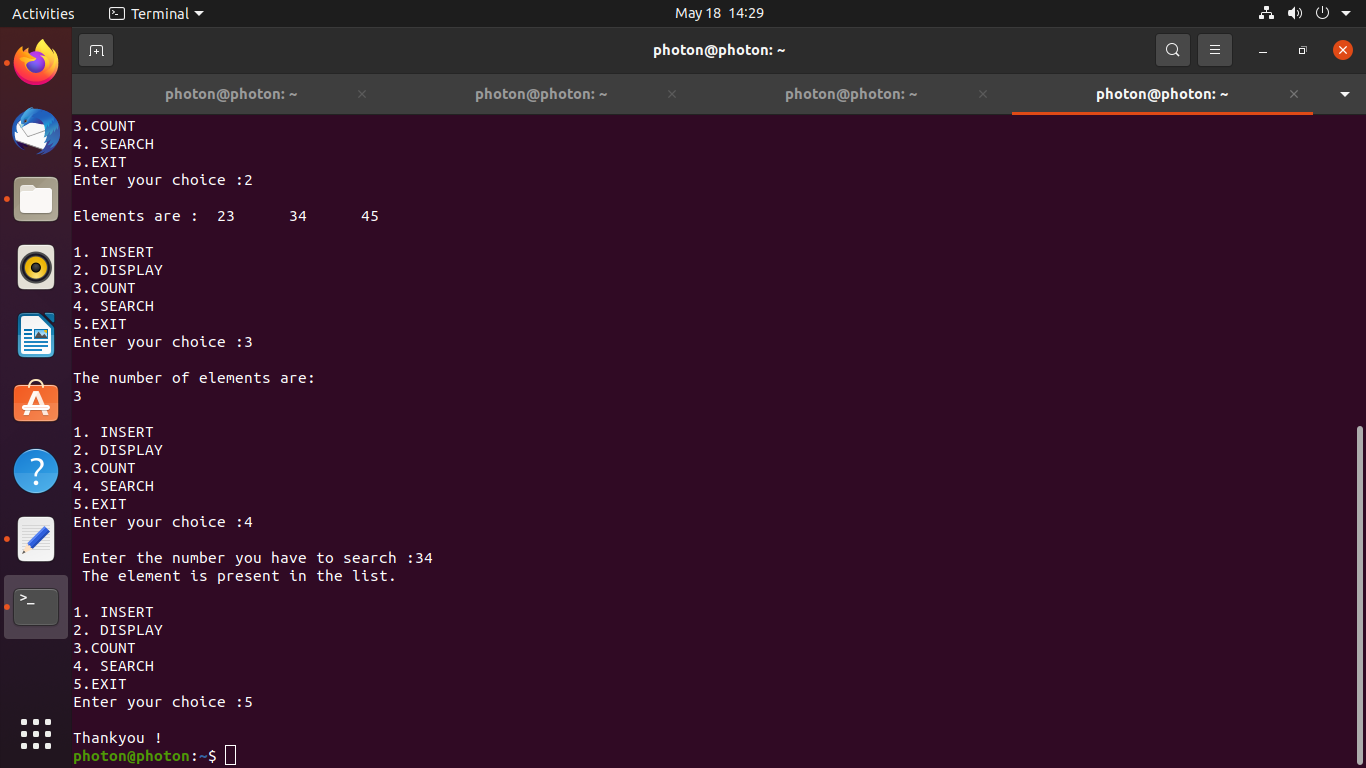 Activities
Terminal
May 18 14:29
photon@photon: ~
photon@photon: ~
photon@photon: ~
photon@photon: ~
photon@photon: ~
3.COUNT
4. SEARCH
5.EXIT
Enter your choice :2
Elements are :  23      34      45
1. INSERT
2. DISPLAY
3.COUNT
4. SEARCH
5.EXIT
Enter your choice :3
The number of elements are:
3
1. INSERT
2. DISPLAY
3.COUNT
4. SEARCH
5.EXIT
Enter your choice :4
Enter the number you have to search :34
The element is present in the list.
1. INSERT
2. DISPLAY
3.COUNT
4. SEARCH
5.EXIT
Enter your choice :5
Thankyou !
photon@photon:~$